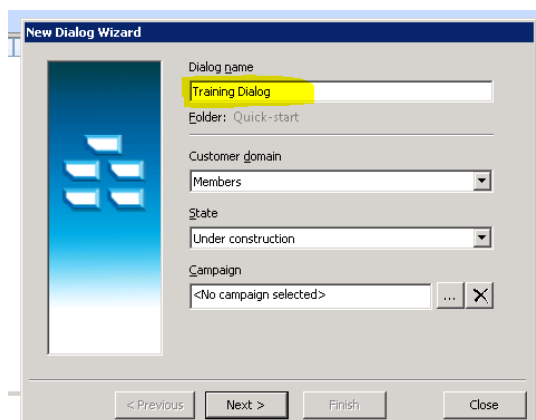 New Dialog Wizard
Dialog name
Training Dialog
Folder: Quick-start
Customer domain
Members
State
Under construction
Campaign
<No campaign selected>
...
< Previous Next > Finish Close